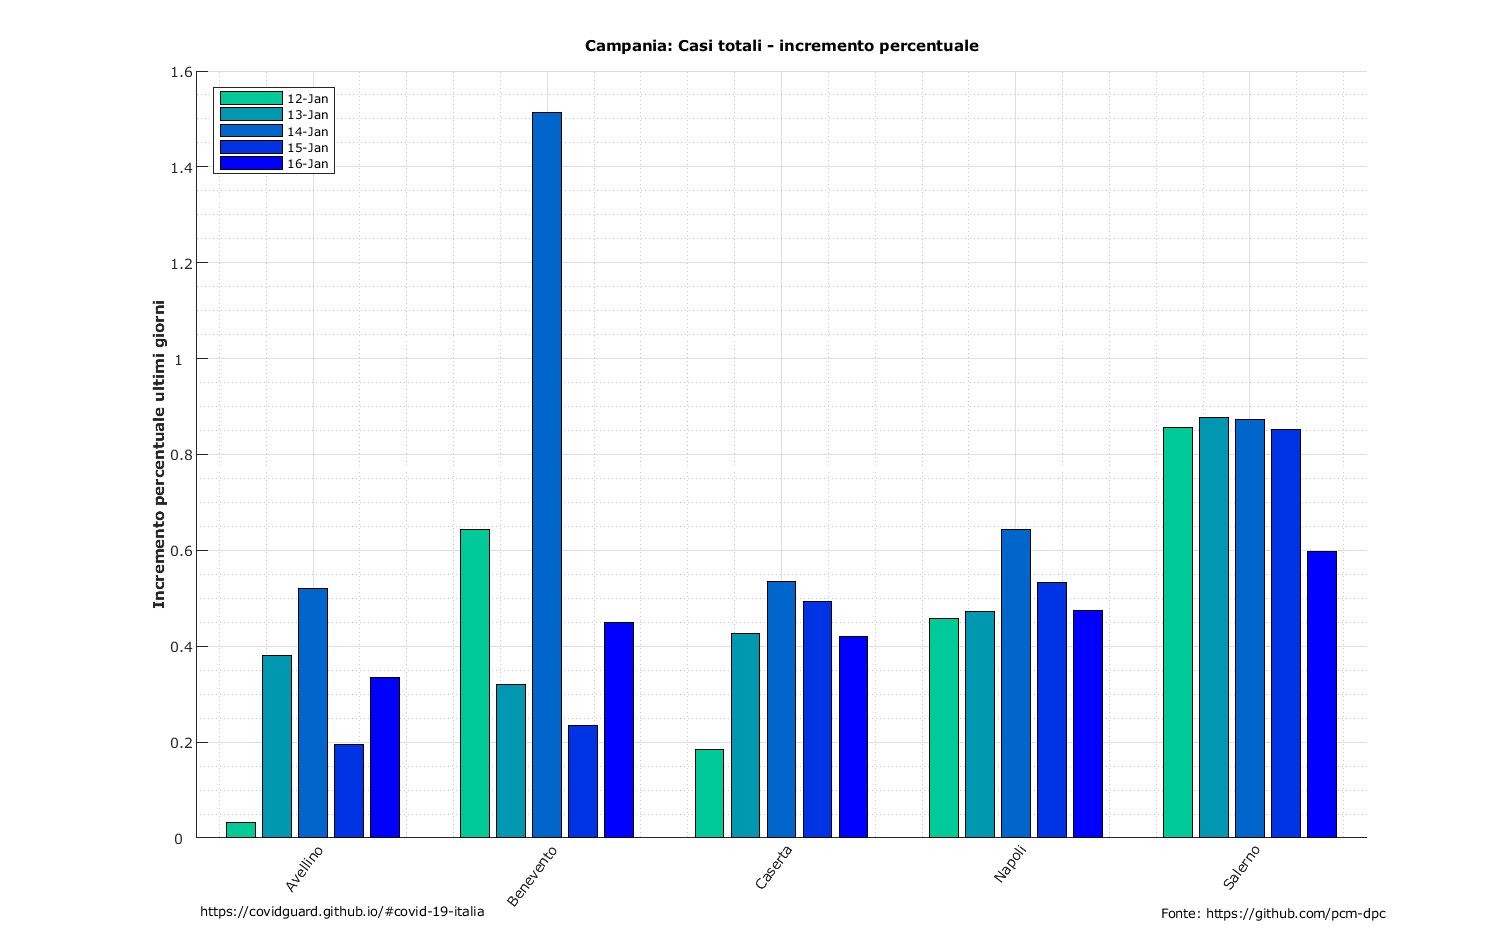 Campania: Casi totali - incremento percentuale
12-Jan
13-Jan
14-Jan
15-Jan
16-Jan
Incremento percentuale ultimi giorni
1.6
1.4
1.2
1
0.8
0.6
0.4
0.2
0
Avellino
Benevento
Caserta
Napoli
Salerno
https://covidguard.github.io/#covid-19-italia
Fonte: https://github.com/pcm-dpc